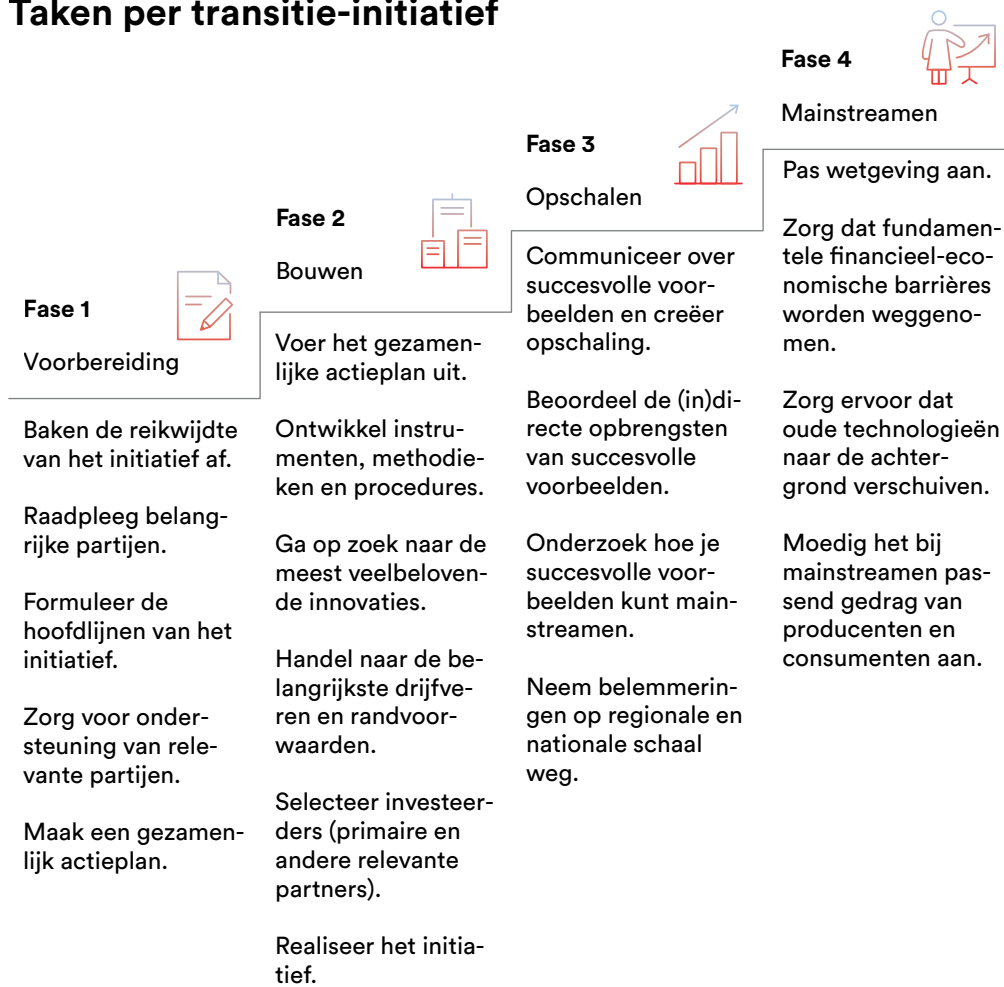 Taken per transitie-initiatief
Fase 1
Voorbereiding
Baken de reikwijdte
van het initiatief af.
Raadpleeg belang-
rijke partijen.
Formuleer de
hoofdlijnen van het
initiatief.
Zorg voor onder-
steuning van rele-
vante partijen.
Maak een gezamen-
lijk actieplan.
Fase 2
Bouwen
Voer het gezamen-
lijke actieplan uit.
Ontwikkel instru-
menten, methodie-
ken en procedures.
Ga op zoek naar de
meest veelbeloven-
de innovaties.
Handel naar de be-
langrijkste drijfve-
ren en randvoor-
waarden.
Selecteer investeer-
ders (primaire en
andere relevante
partners).
Realiseer het initia-
tief.
Fase 3
Opschalen
Communiceer over
succesvolle voor-
beelden en creëer
opschaling.
Beoordeel de (in)di-
recte opbrengsten
van succesvolle
voorbeelden.
Onderzoek hoe je
succesvolle voor-
beelden kunt main-
streamen.
Neem belemmerin-
gen op regionale en
nationale schaal
weg.
Fase 4
Mainstreamen
Pas wetgeving aan.
Zorg dat fundamen-
tele financieel-eco-
nomische barrières
worden weggeno-
men.
Zorg ervoor dat
oude technologieën
naar de achter-
grond verschuiven.
Moedig het bij
mainstreamen pas-
send gedrag van
producenten en
consumenten aan.